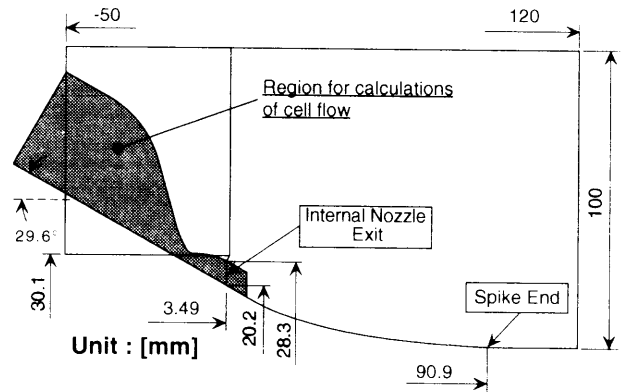 -50
120
Region for calculations
of cell flow
100
Internal Nozzle
Exit
29.6°
30.1
3.49
20.2
28.3
Spike End
Unit : [mm]
90.9